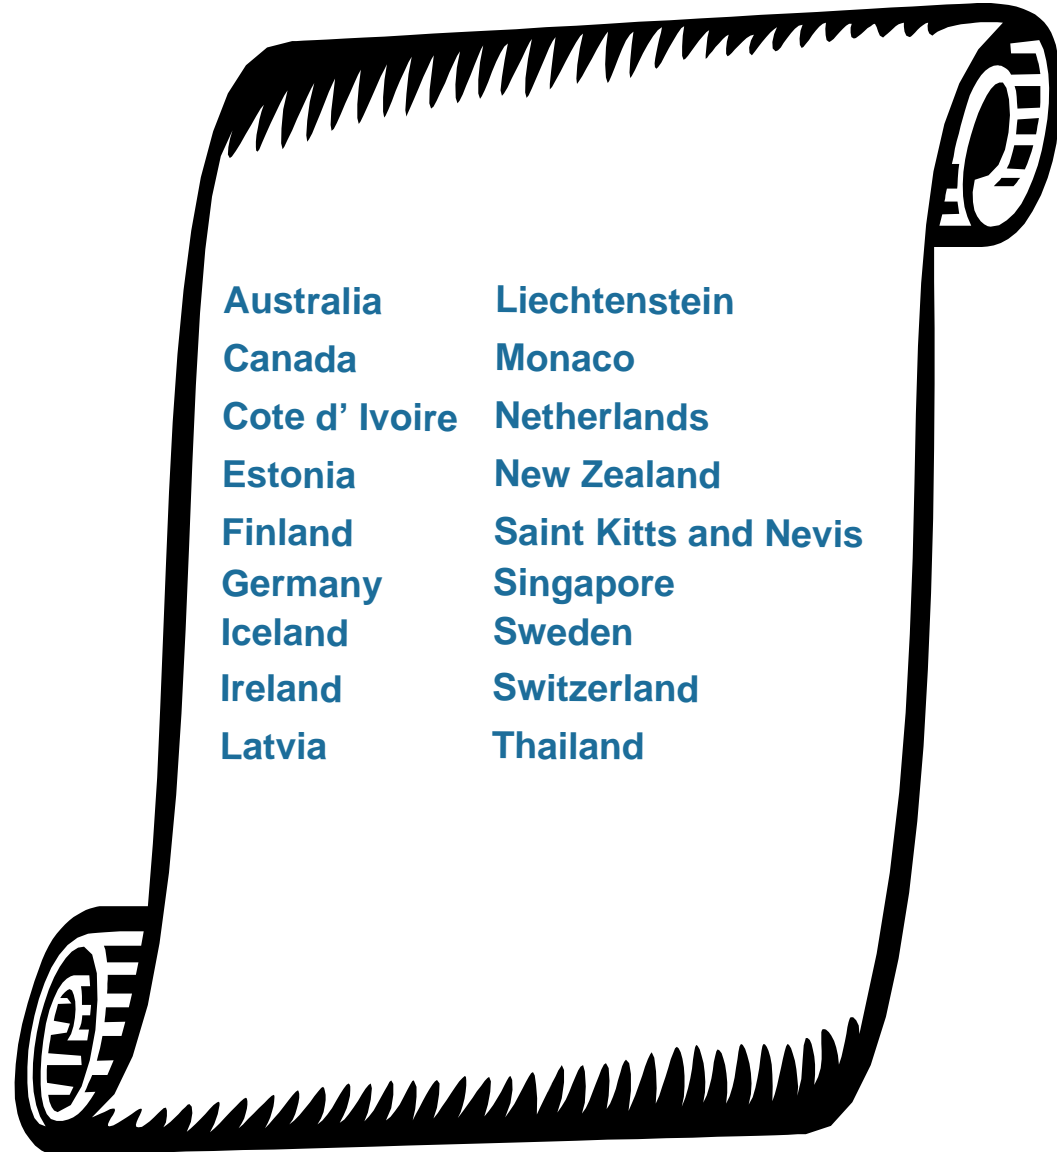 Australia
Canada
Cote d’ Ivoire
Estonia
Finland
Germany
Iceland
Ireland
Latvia
Liechtenstein
Monaco
Netherlands
New Zealand
Saint Kitts and Nevis
Singapore
Sweden
Switzerland
Thailand